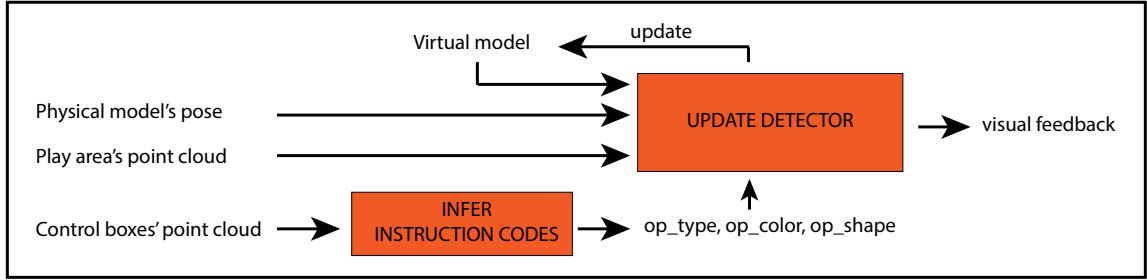 update
Virtual model
Physical model's pose
UPDATE DETECTOR
visual feedback
Play area's point cloud
INFER
INSTRUCTION CODES
Control boxes' point cloud
op_type, op_color, op_shape